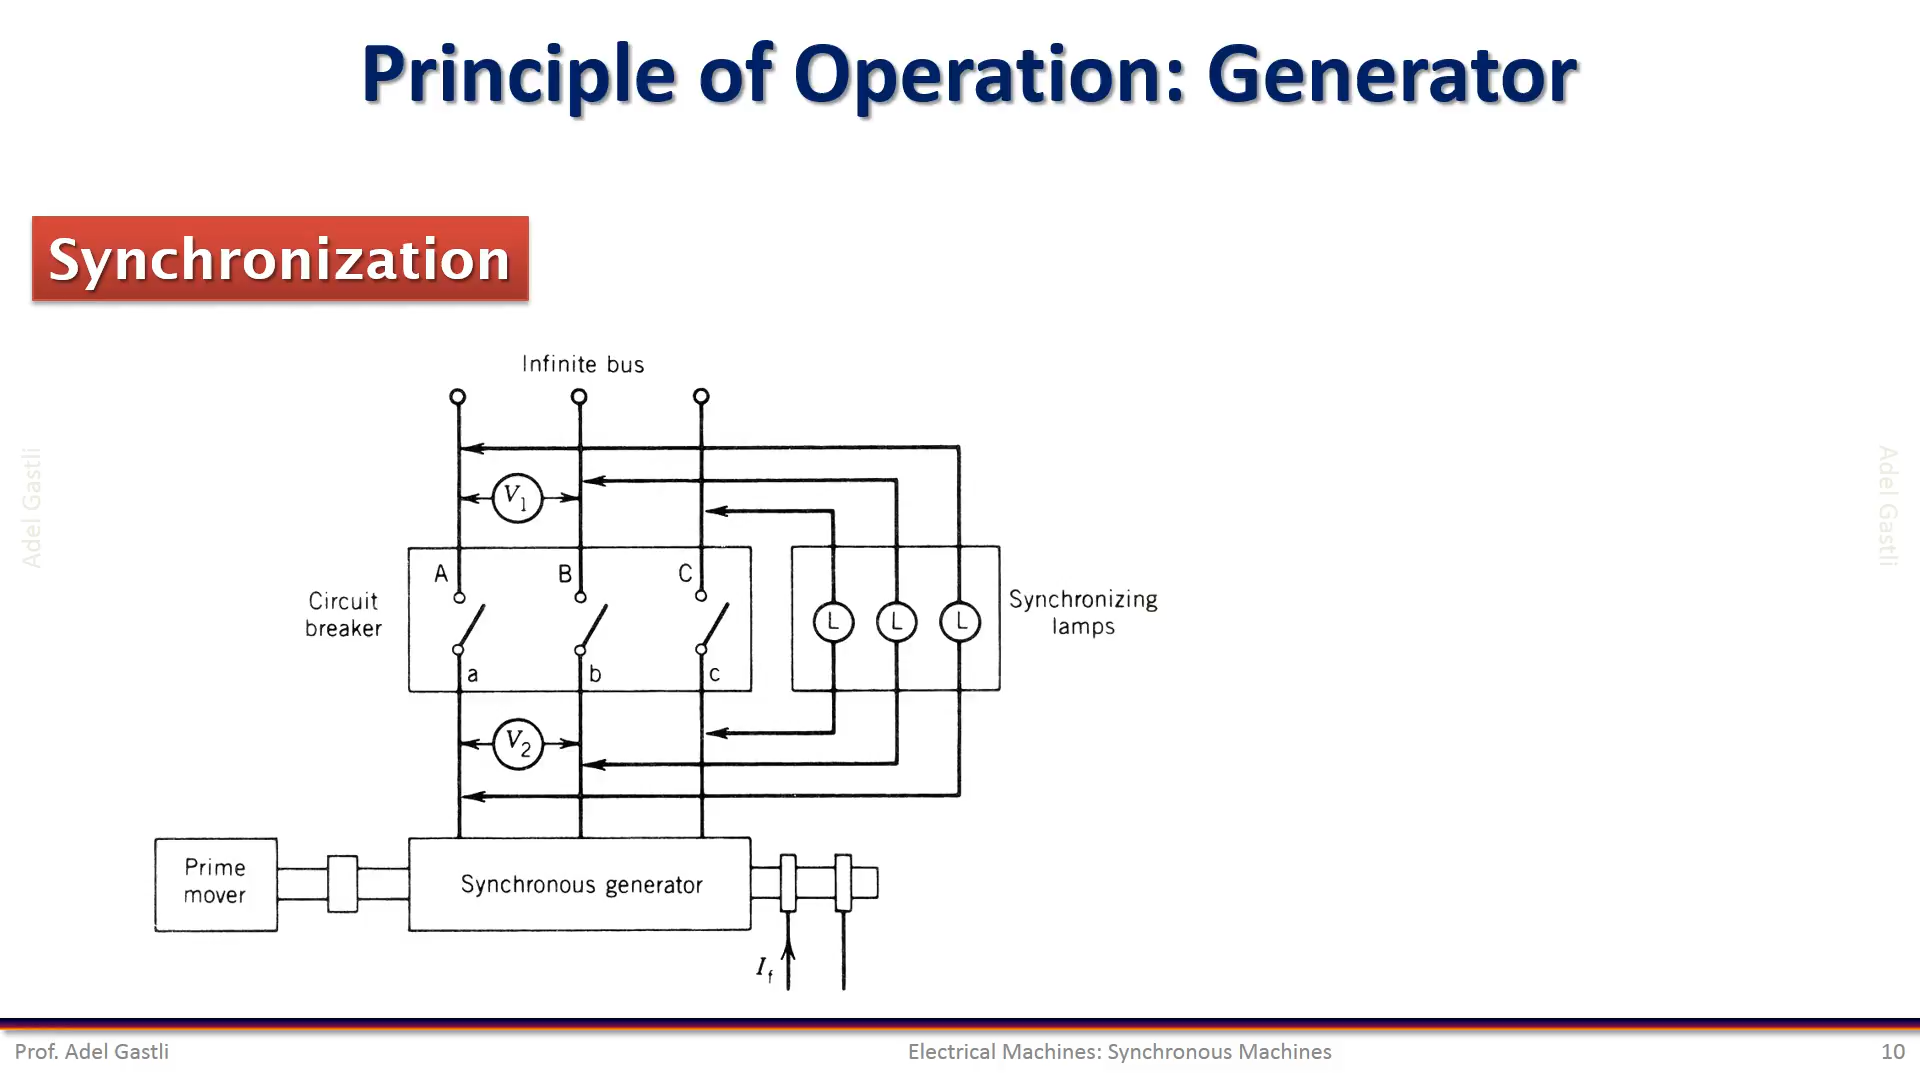 Principle of Operation: Generator
Synchronization
Infinite bus
V1
A B C
Circuit
breaker
L L L
Synchronizing
lamps
a b c
V2
Prime
mover
Synchronous generator
If
Adel Gastli
Adel Gastli
Prof. Adel Gastli
Electrical Machines: Synchronous Machines
10